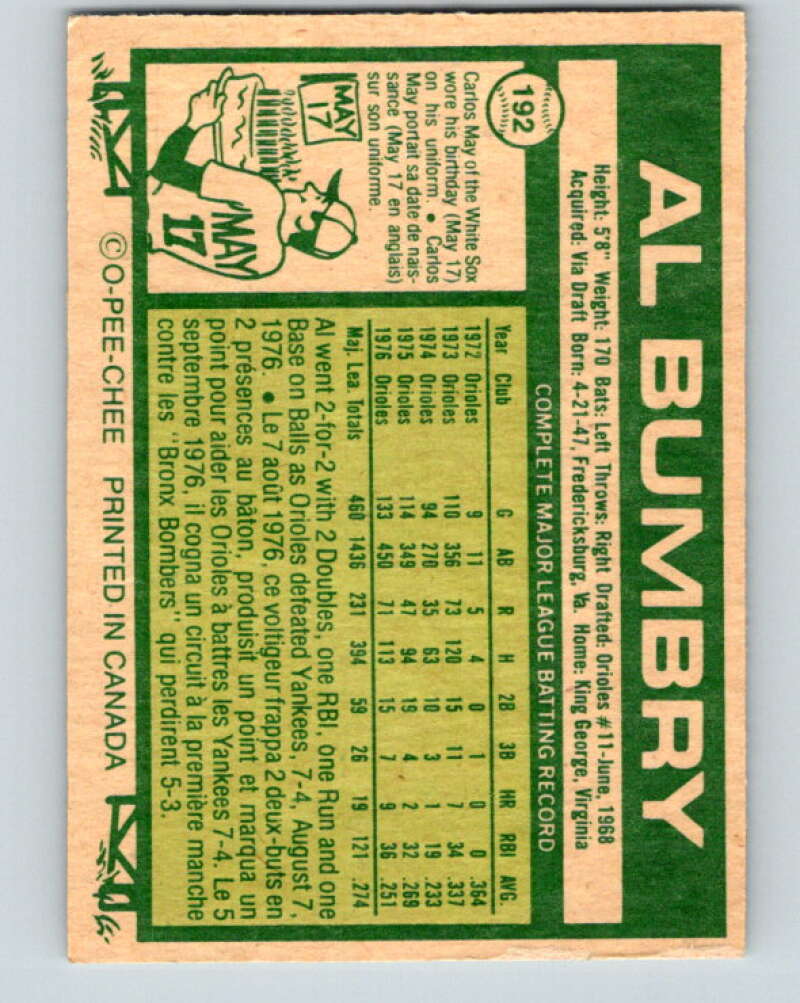 AL BUMBRY
Height: 5'8" Weight: 170 Bats: Left Throws: Right Drafted: Orioles #11-June, 1968
Acquired: Via Draft Born: 4-21-47, Fredericksburg, Va. Home: King George, Virginia
192
Carlos May of the White Sox
wore his birthday (May 17)
on his uniform. • Carlos
May portait sa date de nais-
sance (May 17 en anglais)
sur son uniforme.
MAY
17
MAY
17
COMPLETE MAJOR LEAGUE BATTING RECORD
Year Club G AB R H 2B 3B HR RBI AVG.
1972 Orioles 9 11 5 4 0 1 0 0 .364
1973 Orioles 110 356 73 120 15 11 7 34 .337
1974 Orioles 94 270 35 63 10 3 1 19 .233
1975 Orioles 114 349 47 94 19 4 2 32 .269
1976 Orioles 133 450 71 113 15 7 9 36 .251
Maj. Lea. Totals 460 1436 231 394 59 26 19 121 .274
Al went 2-for-2 with 2 Doubles, one RBI, one Run and one
Base on Balls as Orioles defeated Yankees, 7-4, August 7,
1976. • Le 7 août 1976, ce voltigeur frappa 2 deux-buts en
2 présences au bâton, produisit un point et marqua un
point pour aider les Orioles à battres les Yankees 7-4. Le 5
septembre 1976, il cogna un circuit à la première manche
contre les "Bronx Bombers" qui perdirent 5-3.
© O-PEE-CHEE PRINTED IN CANADA